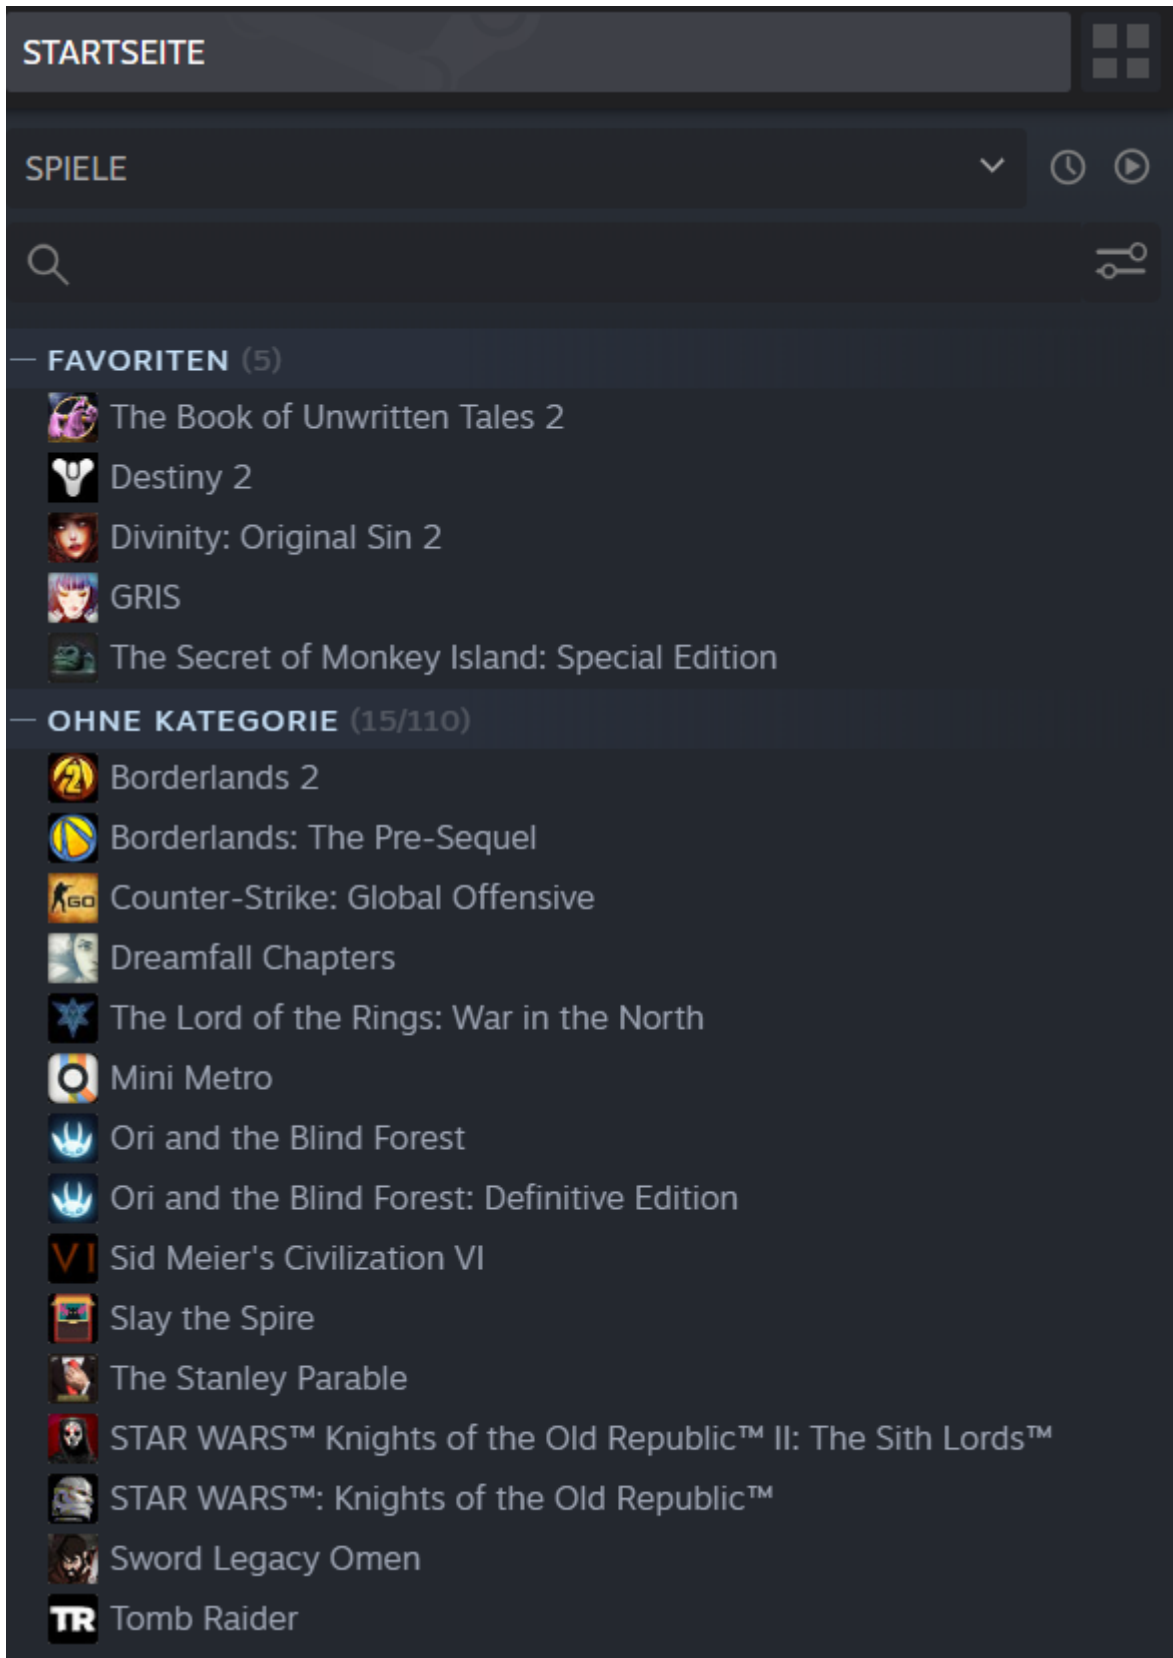 STARTSEITE
SPIELE
— FAVORITEN (5)
The Book of Unwritten Tales 2
Destiny 2
Divinity: Original Sin 2
GRIS
The Secret of Monkey Island: Special Edition
— OHNE KATEGORIE (15/110)
2 Borderlands 2
Borderlands: The Pre-Sequel
GO Counter-Strike: Global Offensive
Dreamfall Chapters
The Lord of the Rings: War in the North
Mini Metro
Ori and the Blind Forest
Ori and the Blind Forest: Definitive Edition
VI Sid Meier's Civilization VI
Slay the Spire
The Stanley Parable
STAR WARS™ Knights of the Old Republic™ II: The Sith Lords™
STAR WARS™: Knights of the Old Republic™
Sword Legacy Omen
TR Tomb Raider